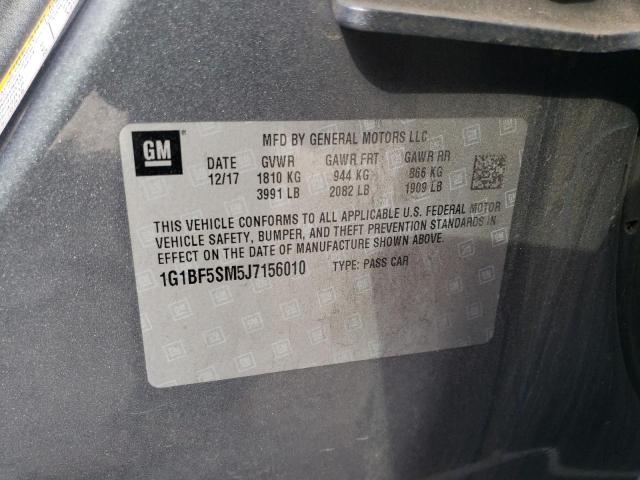 GM
MFD BY GENERAL MOTORS LLC
DATE GVWR GAWR FRT GAWR RR
12/17 1810 KG 944 KG 866 KG
3991 LB 2082 LB 1909 LB
THIS VEHICLE CONFORMS TO ALL APPLICABLE U.S. FEDERAL MOTOR
VEHICLE SAFETY, BUMPER, AND THEFT PREVENTION STANDARDS IN
EFFECT ON THE DATE OF MANUFACTURE SHOWN ABOVE.
1G1BF5SM5J7156010 TYPE: PASS CAR